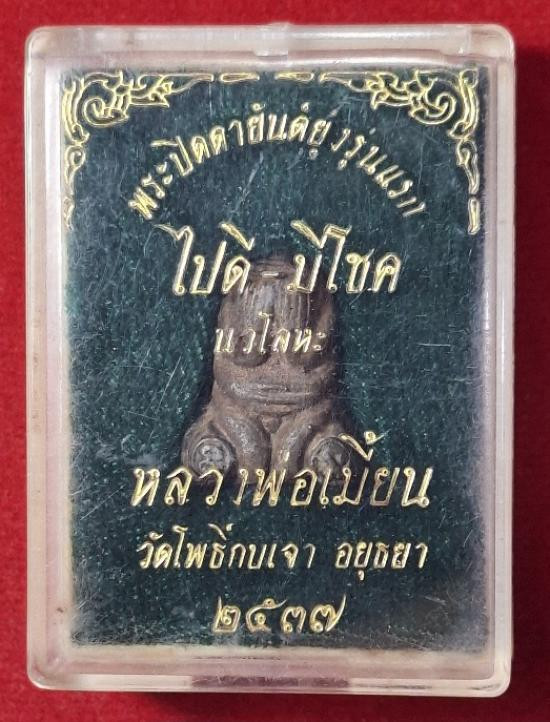 พระปิดตายันต์ยุ่งรุ่นแรก
ไปดี - มีโชค
นวโลหะ
หลวงพ่อเมี้ยน
วัดโพธิ์กบเจา อยุธยา
๒๕๓๗